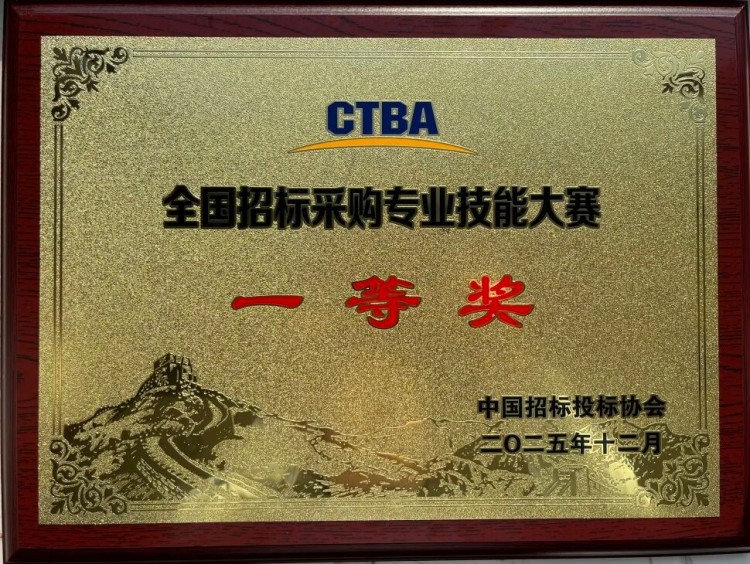 CTBA
全国招标采购专业技能大赛
一等奖
中国招标投标协会
二〇二五年十二月